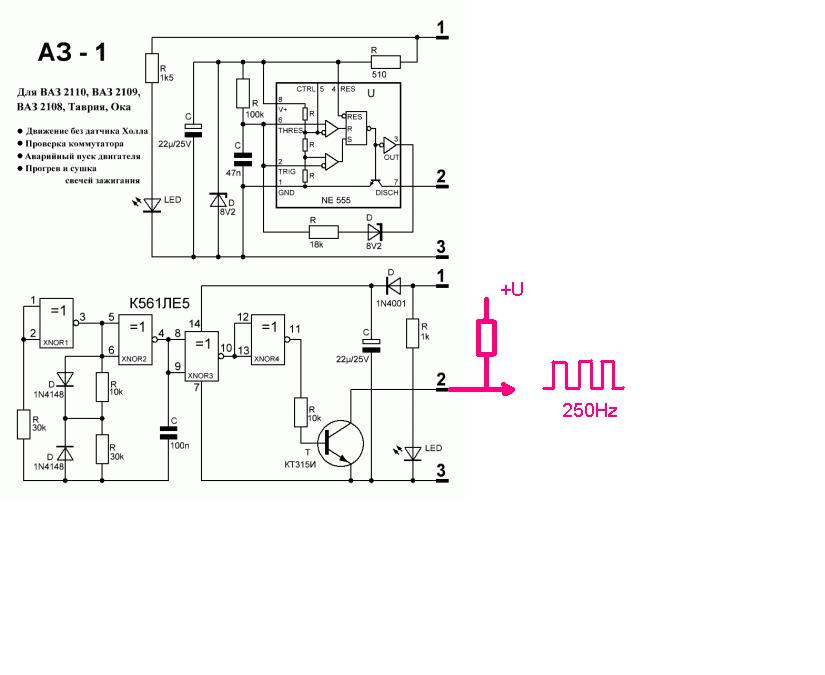 АЗ - 1
Для ВАЗ 2110, ВАЗ 2109,
ВАЗ 2108, Таврия, Ока
● Движение без датчика Холла
● Проверка коммутатора
● Аварийный пуск двигателя
● Прогрев и сушка
свечей зажигания
1
R
1k5
R
510
C
22µ/25V
R
100k
C
47n
CTRL 5 4 RES
U
8
V+
6
THRES
R
R
R
RES
R
S
3
OUT
2
TRIG
1
GND
7
DISCH
NE 555
2
LED
D
8V2
R
18k
D
8V2
3
К561ЛЕ5
1
2
=1
3
XNOR1
5
6
=1
4
XNOR2
14
8
9
=1
10
XNOR3
7
12
13
=1
11
XNOR4
D
1N4001
1
C
22µ/25V
R
1k
D
1N4148
R
10k
R
30k
D
1N4148
R
30k
C
100n
R
10k
T
КТ315И
2
LED
3
+U
250Hz